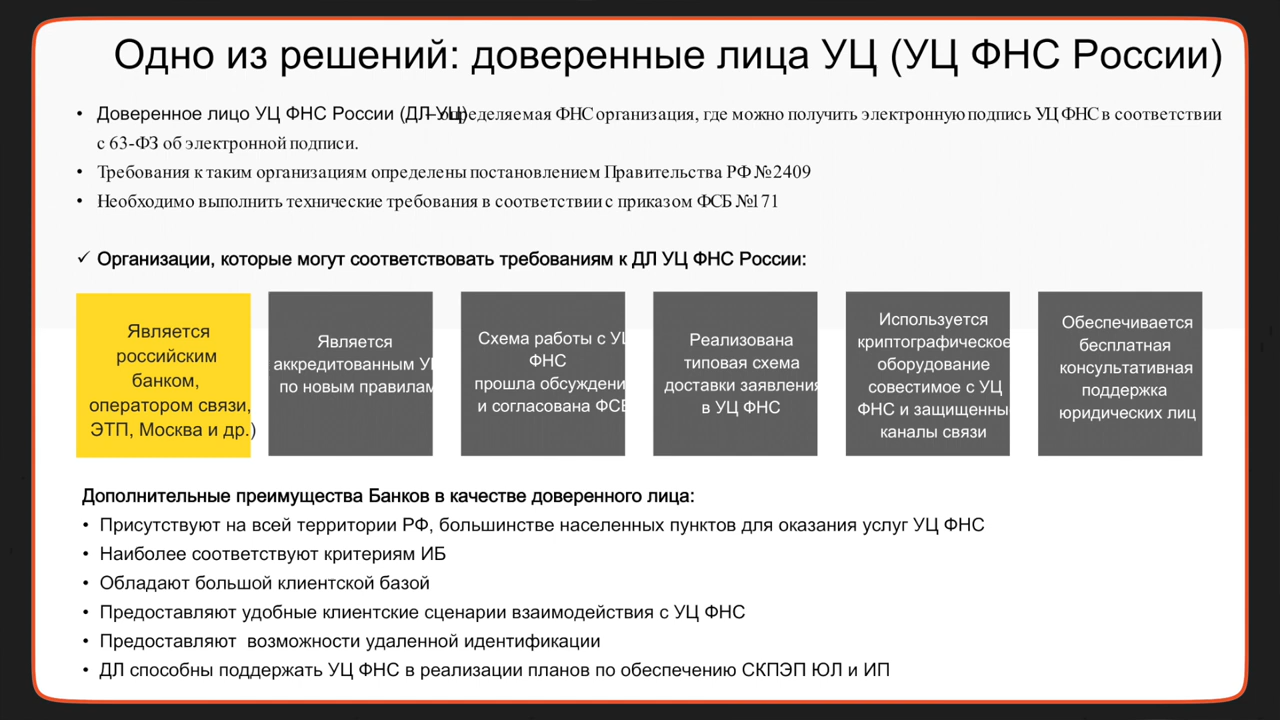 Одно из решений: доверенные лица УЦ (УЦ ФНС России)
• Доверенное лицо УЦ ФНС России (ДЛ УЦ) – определяемая ФНС организация, где можно получить электронную подпись УЦ ФНС в соответствии
с 63-ФЗ об электронной подписи.
• Требования к таким организациям определены постановлением Правительства РФ №2409
• Необходимо выполнить технические требования в соответствии с приказом ФСБ №171
✓ Организации, которые могут соответствовать требованиям к ДЛ УЦ ФНС России:
Является
российским
банком,
оператором связи,
ЭТП, Москва и др.)
Является
аккредитованным УЦ
по новым правилам
Схема работы с УЦ
ФНС
прошла обсуждени
и согласована ФСБ
Реализована
типовая схема
доставки заявления
в УЦ ФНС
Используется
криптографическое
оборудование
совестимое с УЦ
ФНС и защищенны
каналы связи
Обеспечивается
бесплатная
консультативная
поддержка
юридических лиц
Дополнительные преимущества Банков в качестве доверенного лица:
• Присутствуют на всей территории РФ, большинстве населенных пунктов для оказания услуг УЦ ФНС
• Наиболее соответствуют критериям ИБ
• Обладают большой клиентской базой
• Предоставляют удобные клиентские сценарии взаимодействия с УЦ ФНС
• Предоставляют возможности удаленной идентификации
• ДЛ способны поддержать УЦ ФНС в реализации планов по обеспечению СКПЭП ЮЛ и ИП